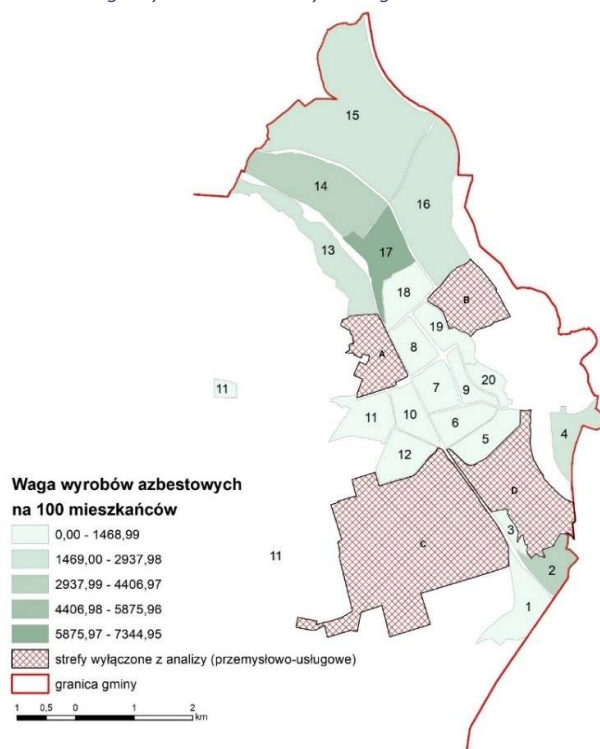 15
14
16
13
17
18
B
19
A
8
7
9
20
11
11
10
6
4
5
12
D
3
C
11
2
1
Waga wyrobów azbestowych
na 100 mieszkańców
0,00 - 1468,99
1469,00 - 2937,98
2937,99 - 4406,97
4406,98 - 5875,96
5875,97 - 7344,95
strefy wyłączone z analizy (przemysłowo-usługowe)
granica gminy
1 0,5 0 1 2
km